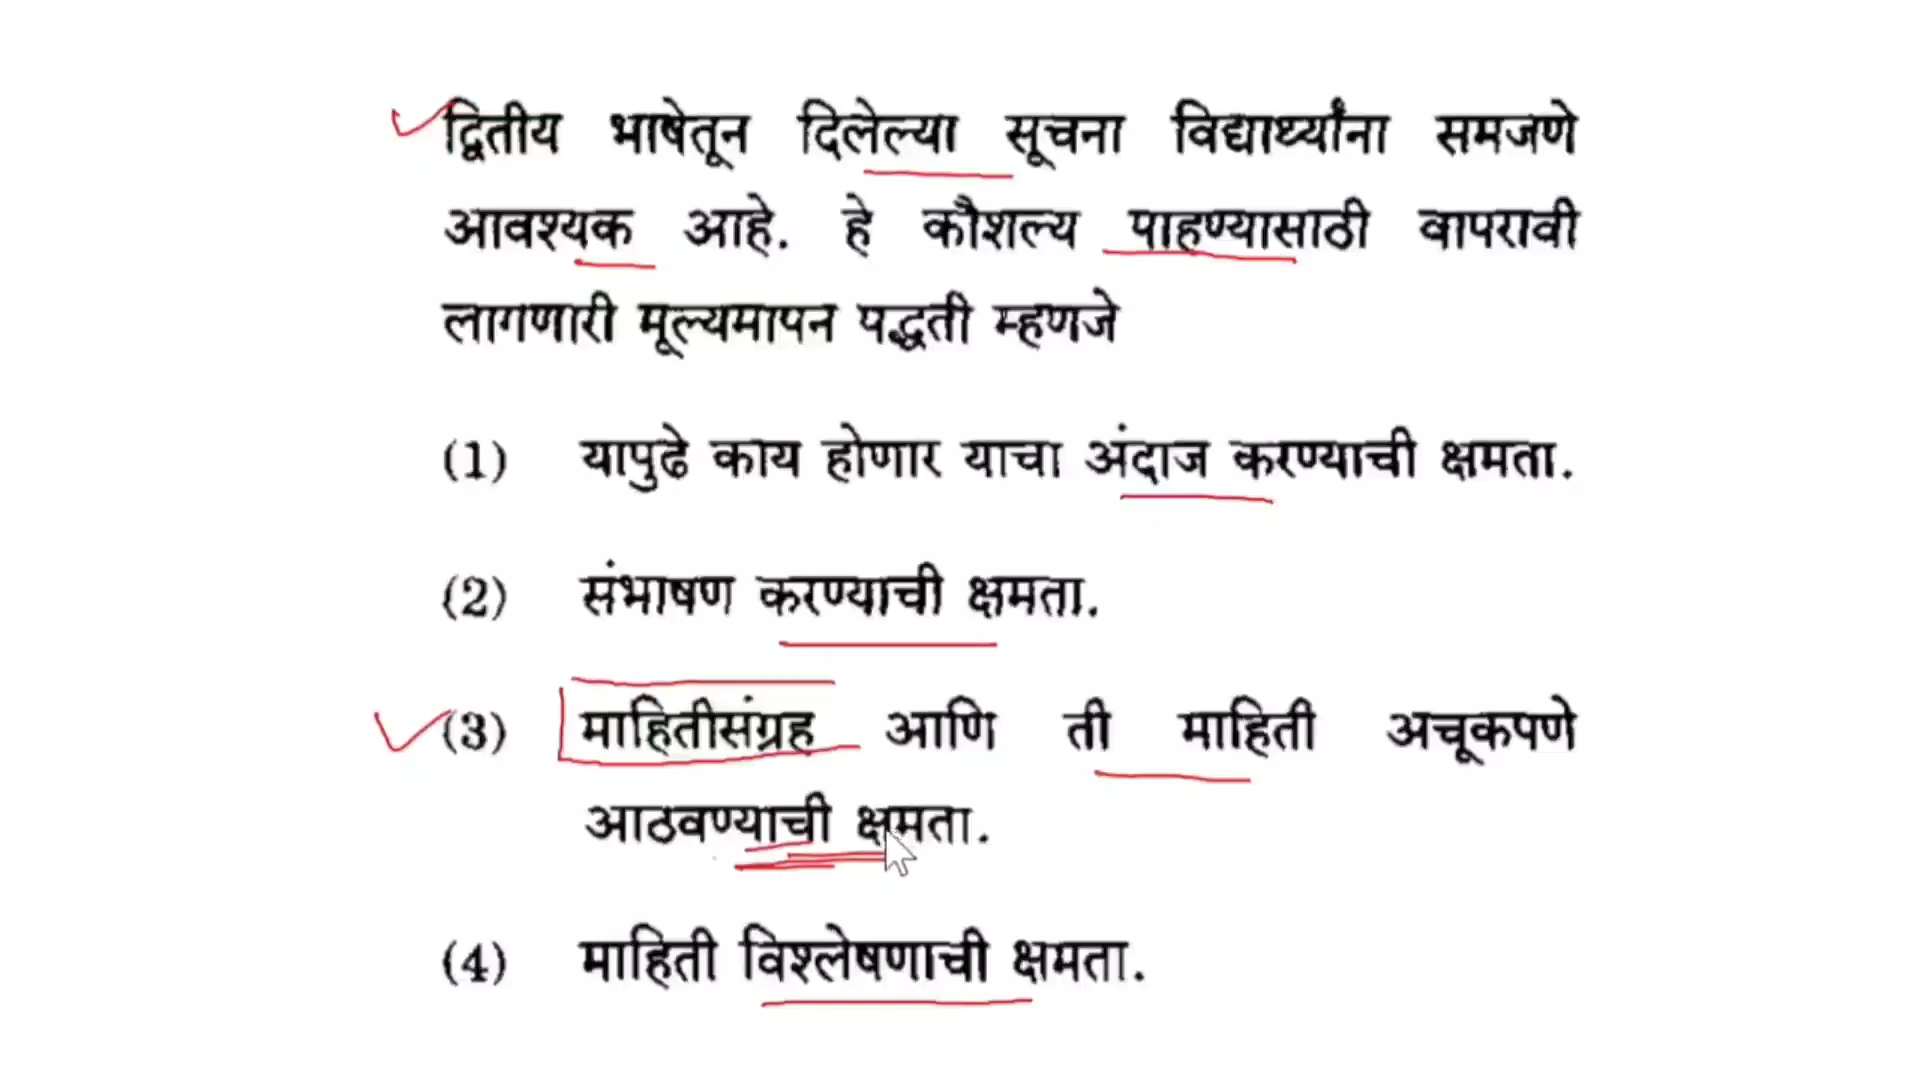 द्वितीय भाषेतून दिलेल्या सूचना विद्यार्थ्यांना समजणे
आवश्यक आहे. हे कौशल्य पाहण्यासाठी वापरावी
लागणारी मूल्यमापन पद्धती म्हणजे
(1) यापुढे काय होणार याचा अंदाज करण्याची क्षमता.
(2) संभाषण करण्याची क्षमता.
(3) माहितीसंग्रह आणि ती माहिती अचूकपणे
आठवण्याची क्षमता.
(4) माहिती विश्लेषणाची क्षमता.